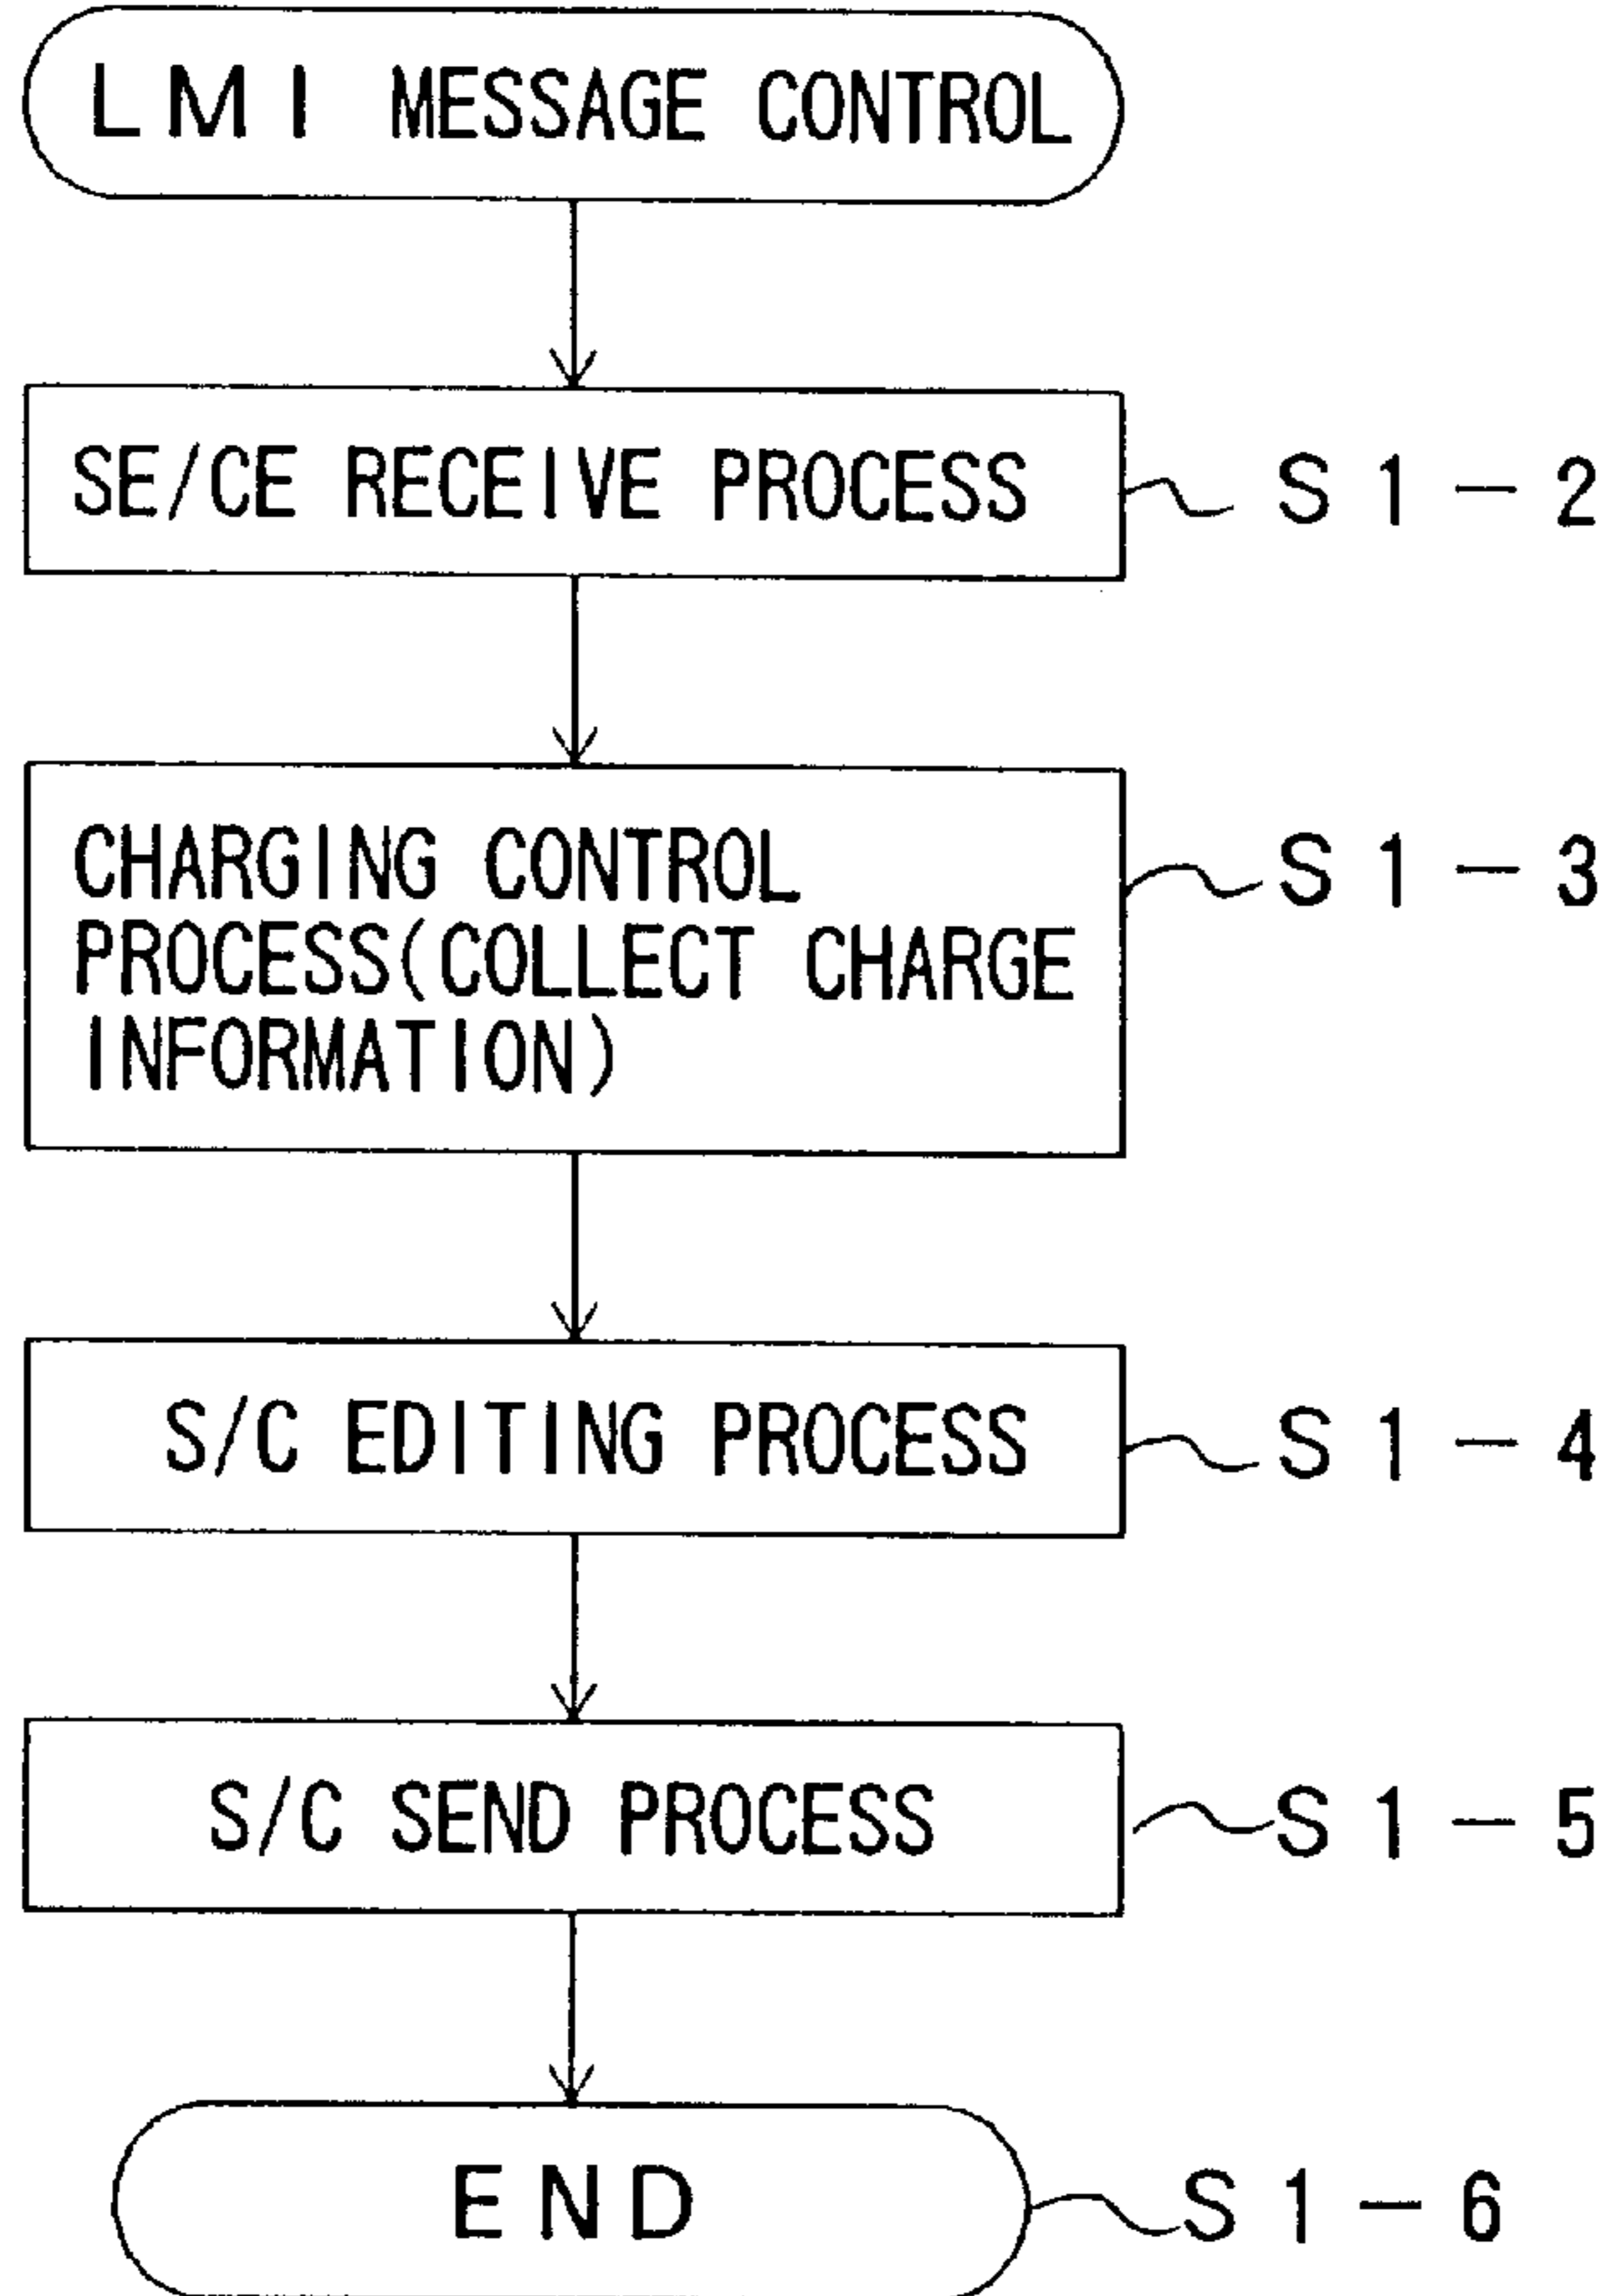 LMI MESSAGE CONTROL
SE/CE RECEIVE PROCESS S1-2
CHARGING CONTROL S1-3
PROCESS(COLLECT CHARGE
INFORMATION)
S/C EDITING PROCESS S1-4
S/C SEND PROCESS S1-5
END S1-6